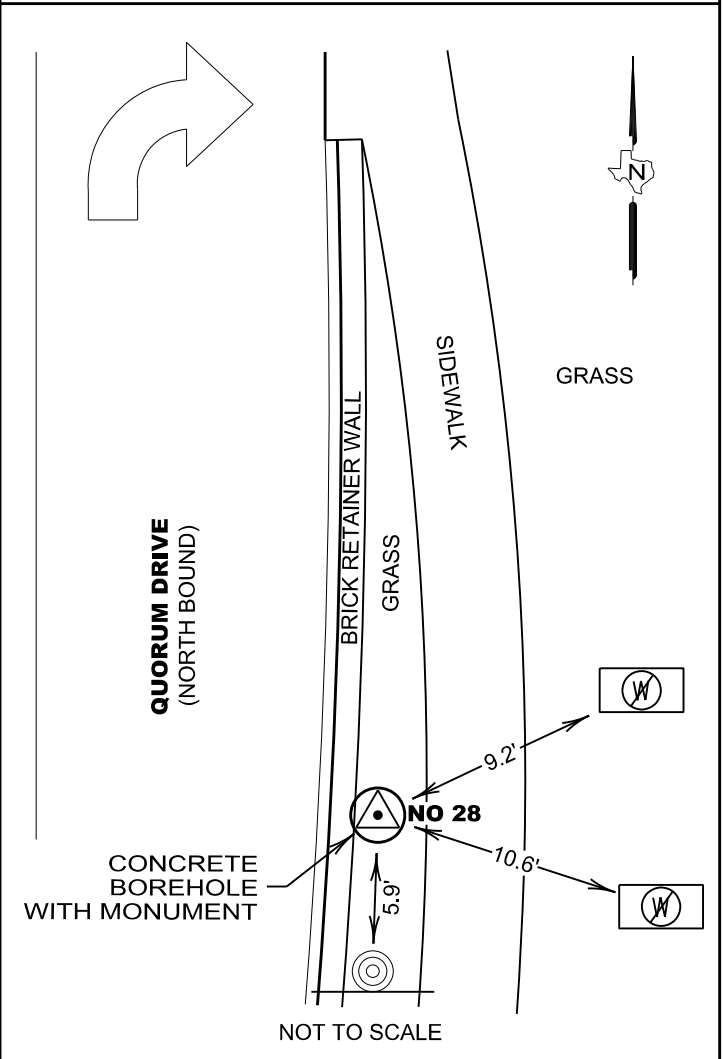 N
SIDEWALK
GRASS
BRICK RETAINER WALL
GRASS
QUORUM DRIVE
(NORTH BOUND)
W
9.2'
NO 28
10.6'
CONCRETE
BOREHOLE
WITH MONUMENT
5.9'
W
NOT TO SCALE